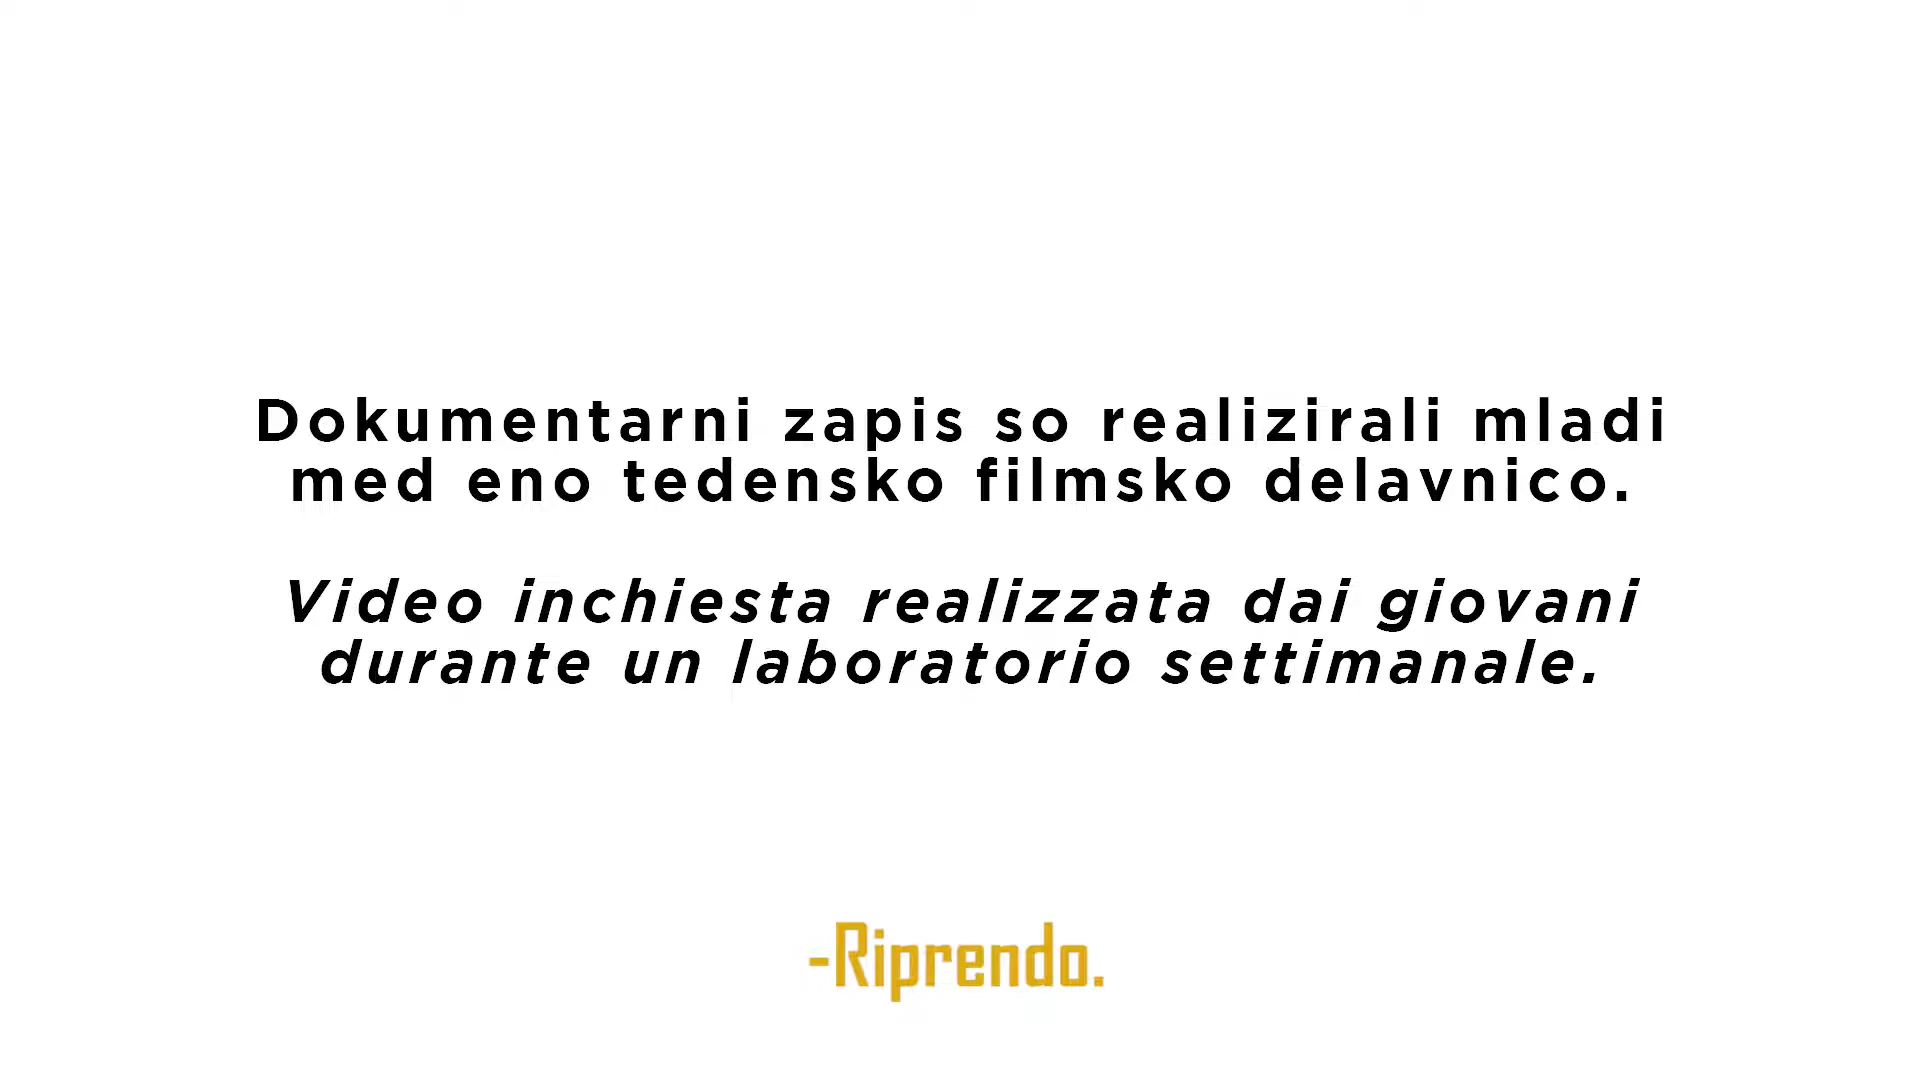 Dokumentarni zapis so realizirali mladi
med eno tedensko filmsko delavnico.
Video inchiesta realizzata dai giovani
durante un laboratorio settimanale.
-Riprendo.